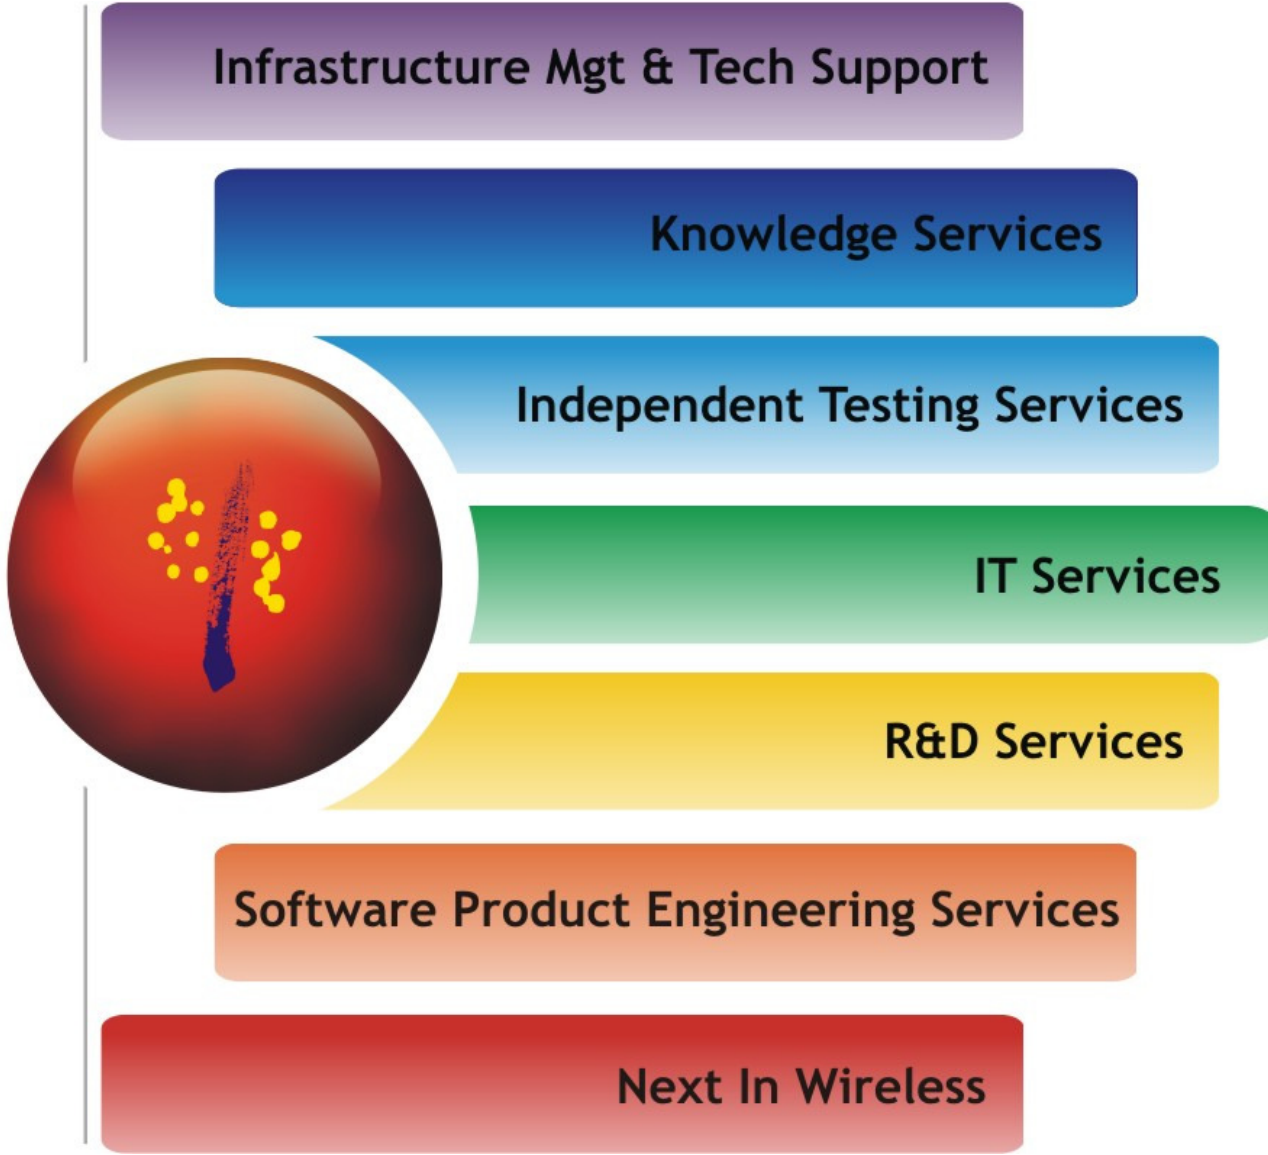 Infrastructure Mgt & Tech Support
Knowledge Services
Independent Testing Services
IT Services
R&D Services
Software Product Engineering Services
Next In Wireless